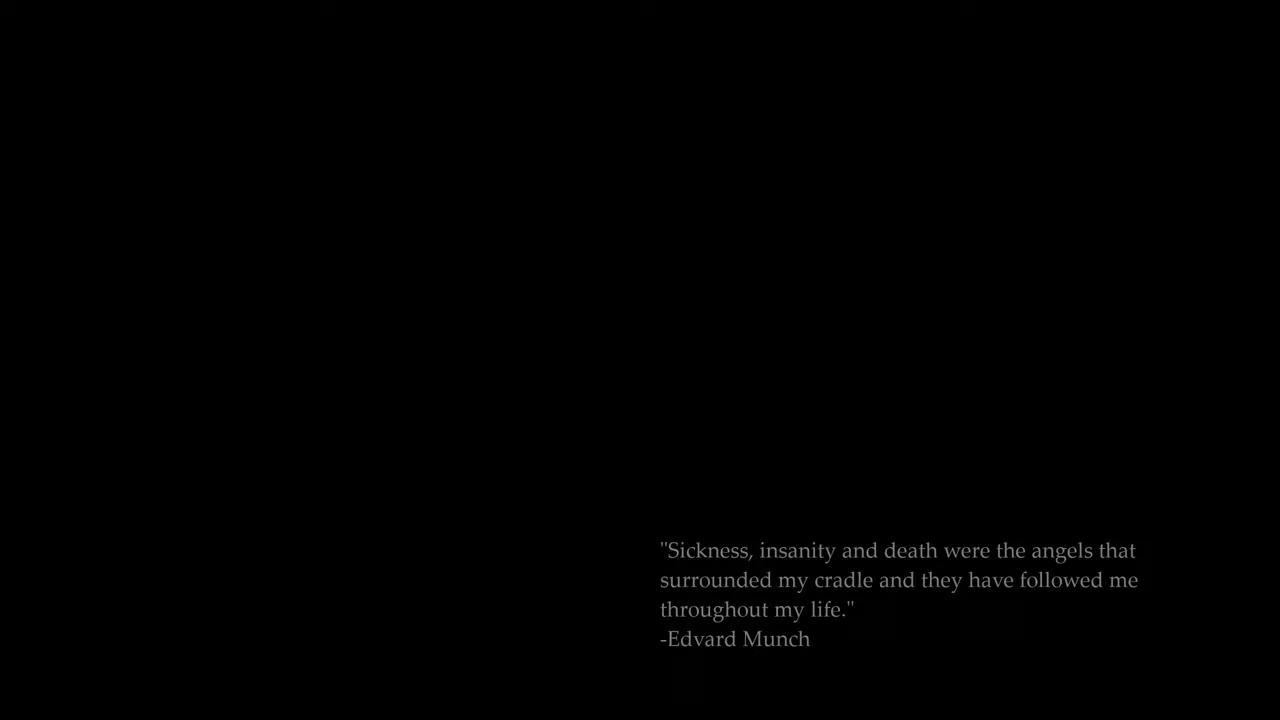 "Sickness, insanity and death were the angels that
surrounded my cradle and they have followed me
throughout my life."
-Edvard Munch